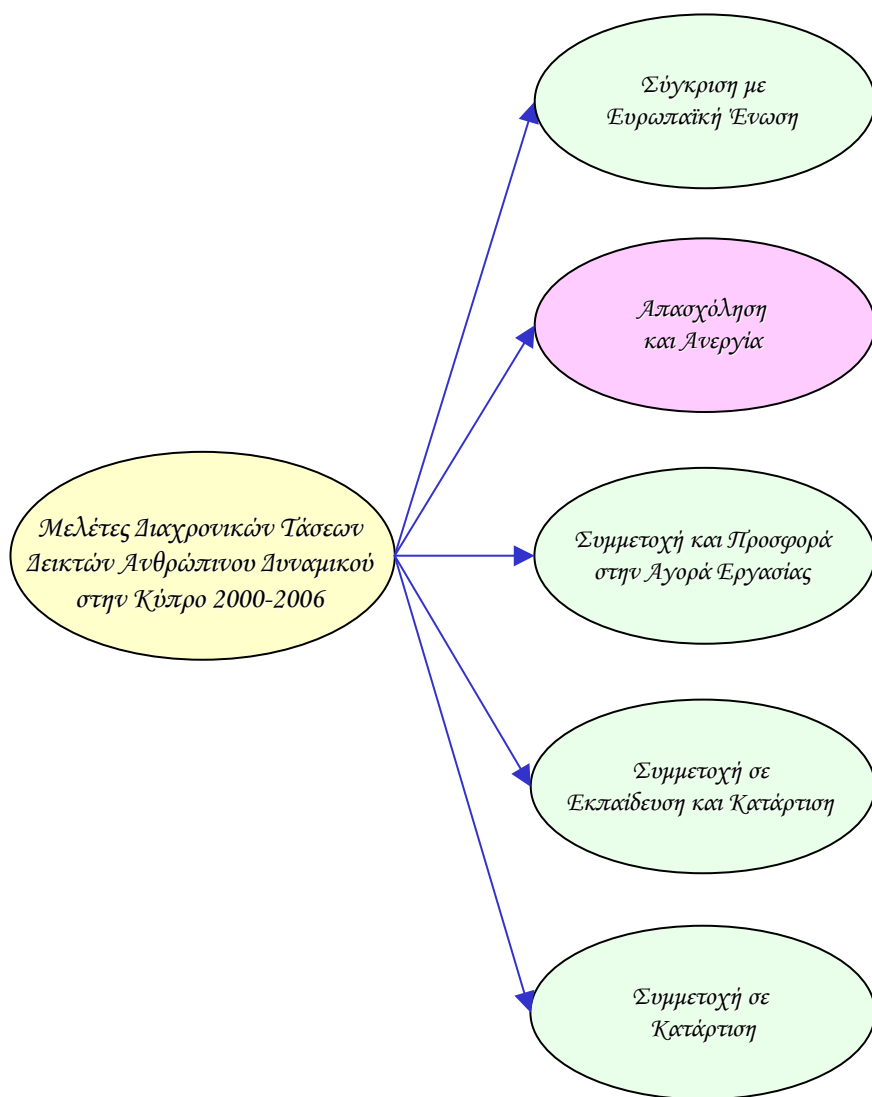 Σύγκριση με
Ευρωπαϊκή Ένωση
Απασχόληση
και Ανεργία
Μελέτες Διαχρονικών Τάσεων
Δεικτών Ανθρώπινου Δυναμικού
στην Κύπρο 2000-2006
Συμμετοχή και Προσφορά
στην Αγορά Εργασίας
Συμμετοχή σε
Εκπαίδευση και Κατάρτιση
Συμμετοχή σε
Κατάρτιση